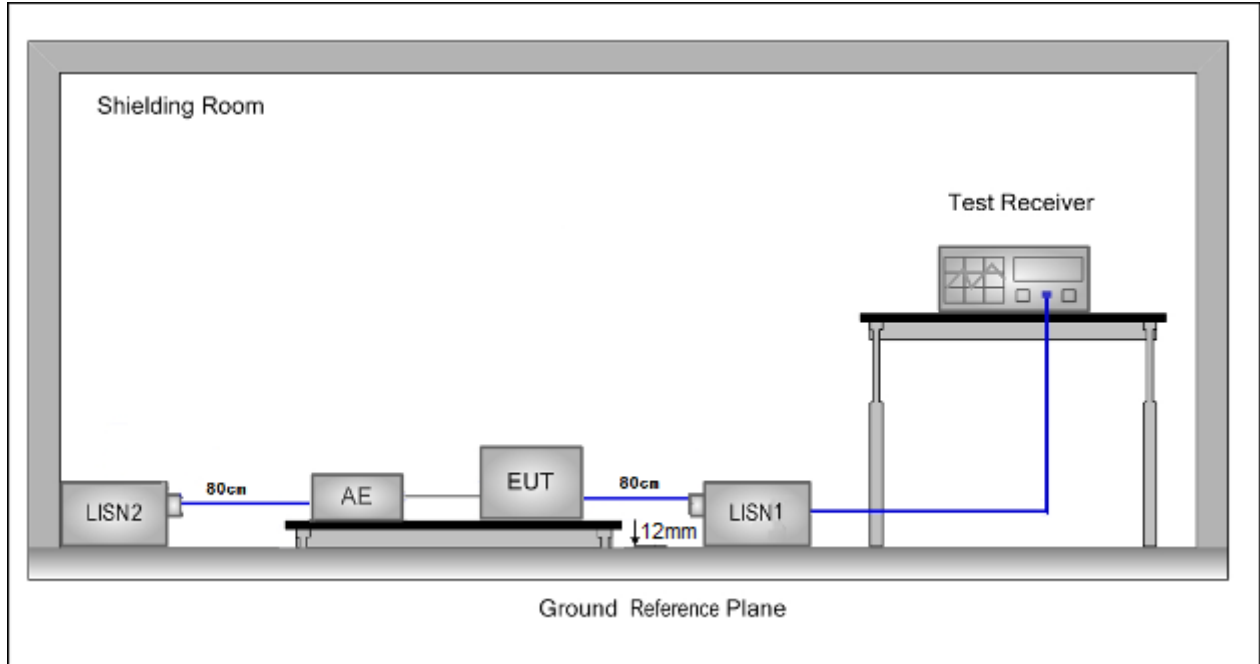 Shielding Room
Test Receiver
80cm
AE
EUT
80cm
LISN2
LISN1
12mm
Ground Reference Plane